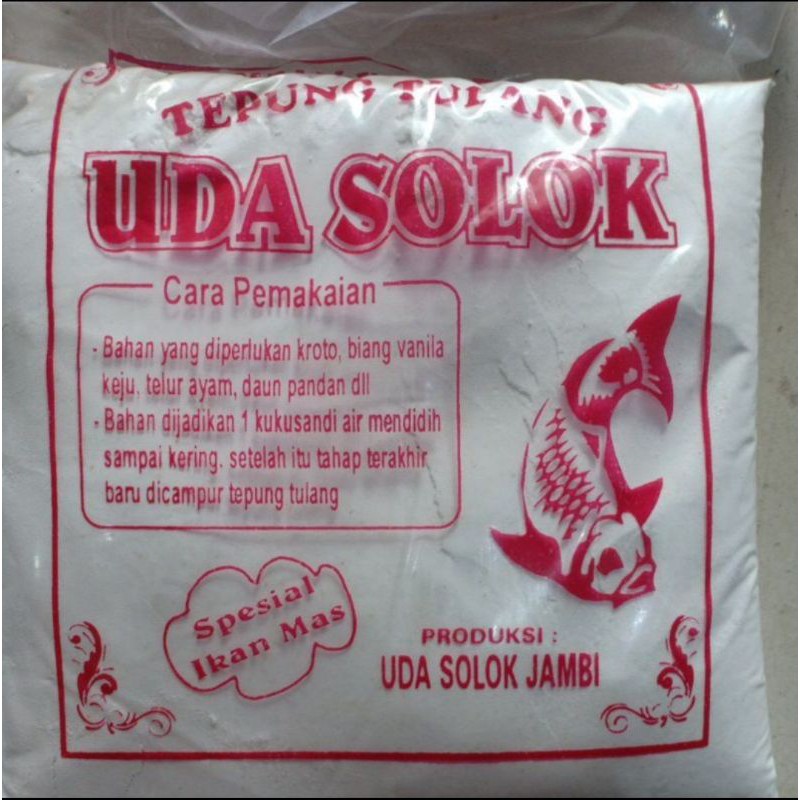 TEPUNG TULANG
UDA SOLOK
Cara Pemakaian
- Bahan yang diperlukan kroto, biang vanila
keju, telur ayam, daun pandan dll
- Bahan dijadikan 1 kukusandi air mendidih
sampai kering. setelah itu tahap terakhir
baru dicampur tepung tulang
Spesial
Ikan Mas
PRODUKSI :
UDA SOLOK JAMBI